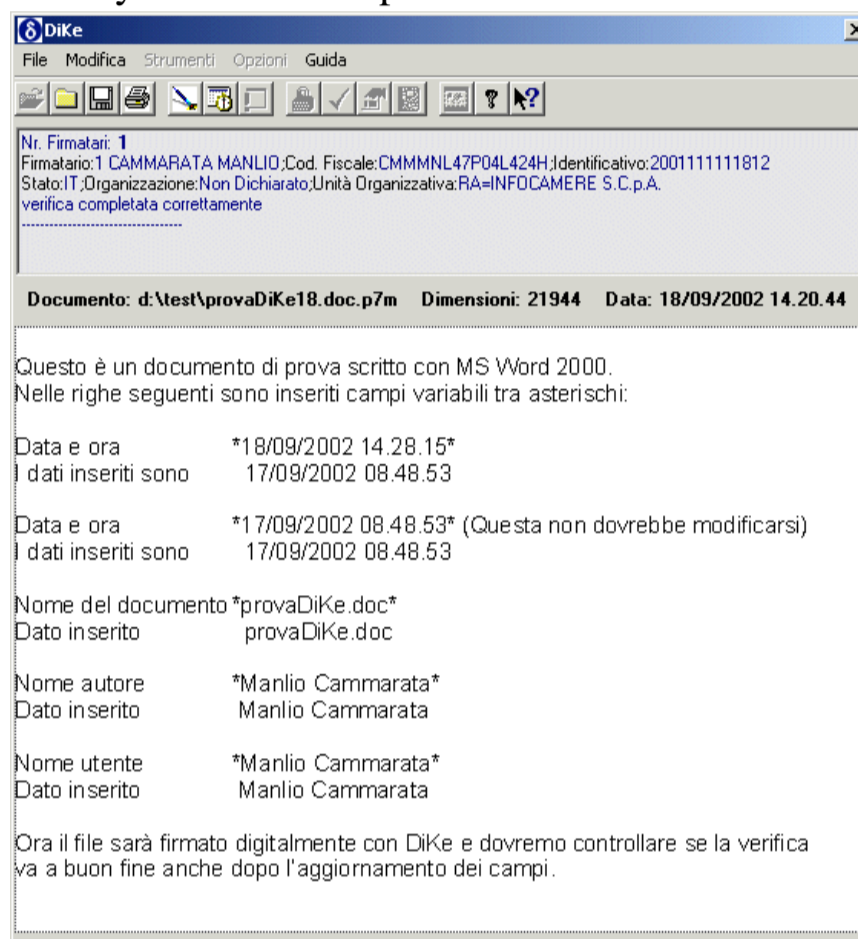 DiKe
File Modifica Strumenti Opzioni Guida
Nr. Firmatari: 1
Firmatario:1 CAMMARATA MANLIO;Cod. Fiscale:CMMMNL47P04L424H;Identificativo:2001111111812
Stato:IT;Organizzazione:Non Dichiarato;Unità Organizzativa:RA=INFOCAMERE S.C.p.A.
verifica completata correttamente
----------------------------------
Documento: d:\test\provaDiKe18.doc.p7m Dimensioni: 21944 Data: 18/09/2002 14.20.44
Questo è un documento di prova scritto con MS Word 2000.
Nelle righe seguenti sono inseriti campi variabili tra asterischi:
Data e ora *18/09/2002 14.28.15*
I dati inseriti sono 17/09/2002 08.48.53
Data e ora *17/09/2002 08.48.53* (Questa non dovrebbe modificarsi)
I dati inseriti sono 17/09/2002 08.48.53
Nome del documento *provaDiKe.doc*
Dato inserito provaDiKe.doc
Nome autore *Manlio Cammarata*
Dato inserito Manlio Cammarata
Nome utente *Manlio Cammarata*
Dato inserito Manlio Cammarata
Ora il file sarà firmato digitalmente con DiKe e dovremo controllare se la verifica
va a buon fine anche dopo l'aggiornamento dei campi.